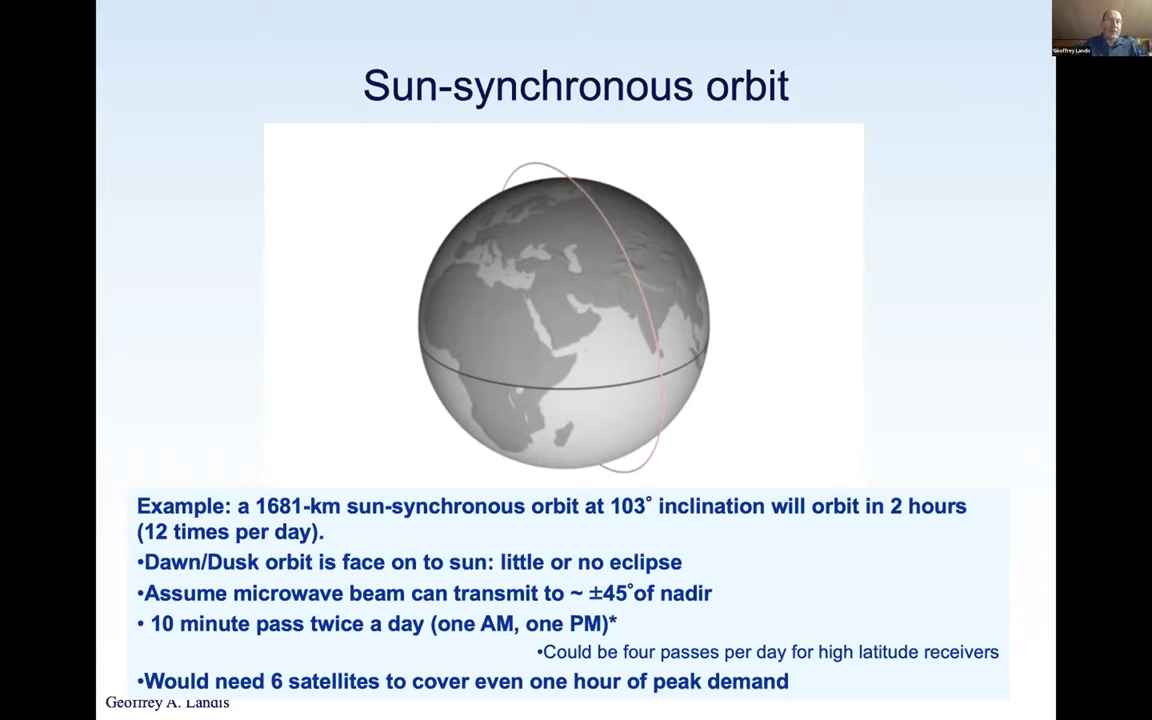 Geoffrey Landis
Sun-synchronous orbit
Example: a 1681-km sun-synchronous orbit at 103˚ inclination will orbit in 2 hours
(12 times per day).
•Dawn/Dusk orbit is face on to sun: little or no eclipse
•Assume microwave beam can transmit to ~ ±45˚of nadir
• 10 minute pass twice a day (one AM, one PM)*
•Could be four passes per day for high latitude receivers
•Would need 6 satellites to cover even one hour of peak demand
Geoffrey A. Landis